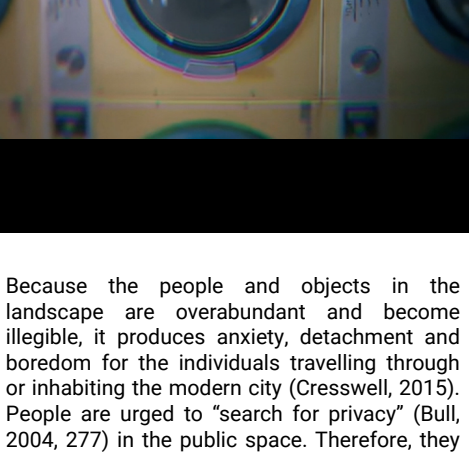 Because the people and objects in the
landscape are overabundant and become
illegible, it produces anxiety, detachment and
boredom for the individuals travelling through
or inhabiting the modern city (Cresswell, 2015).
People are urged to “search for privacy” (Bull,
2004, 277) in the public space. Therefore, they